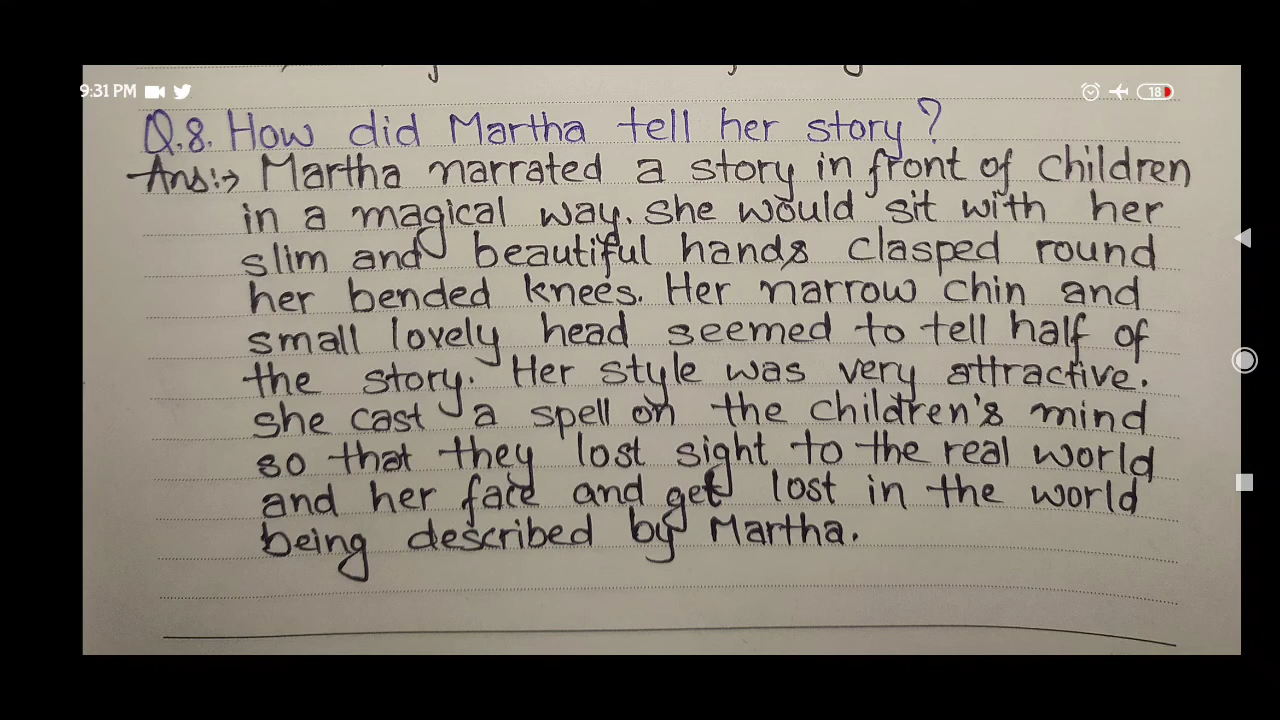 9:31 PM
18
Q.8. How did Martha tell her story?
Ans:→ Martha narrated a story in front of children
in a magical way. She would sit with her
slim and beautiful hands clasped round
her bended knees. Her narrow chin and
small lovely head seemed to tell half of
the story. Her style was very attractive.
she cast a spell on the children's mind
so that they lost sight to the real world
and her face and get lost in the world
being described by Martha.